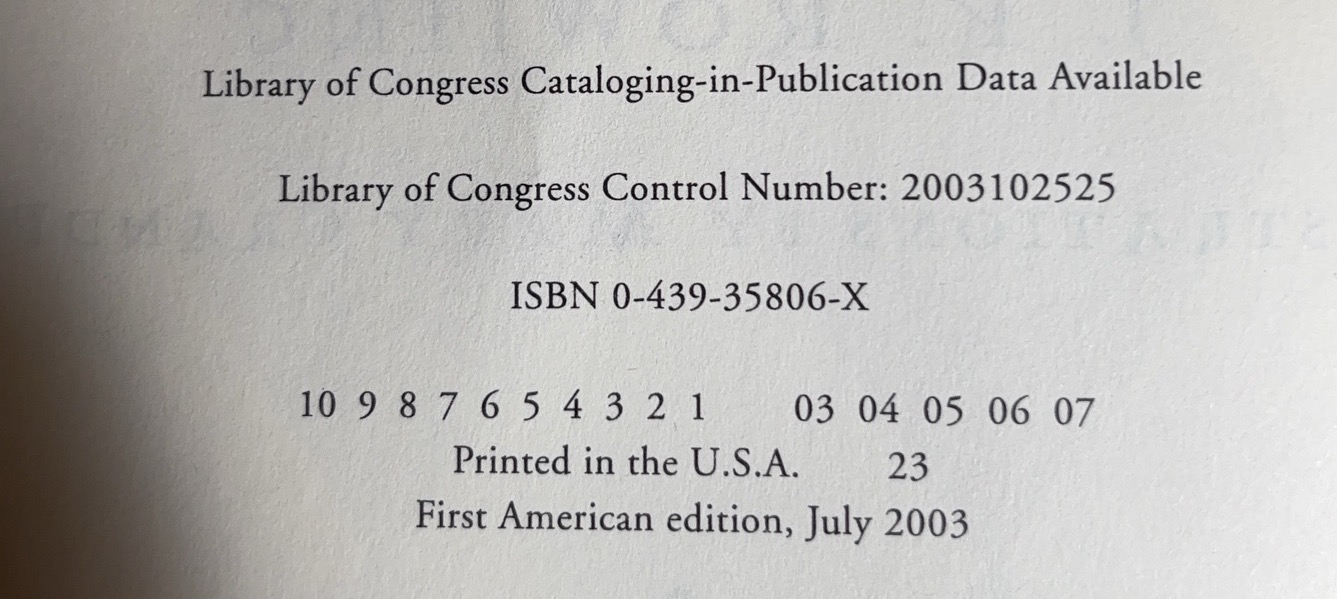 Library of Congress Cataloging-in-Publication Data Available
Library of Congress Control Number: 2003102525
ISBN 0-439-35806-X
10 9 8 7 6 5 4 3 2 1 03 04 05 06 07
Printed in the U.S.A. 23
First American edition, July 2003